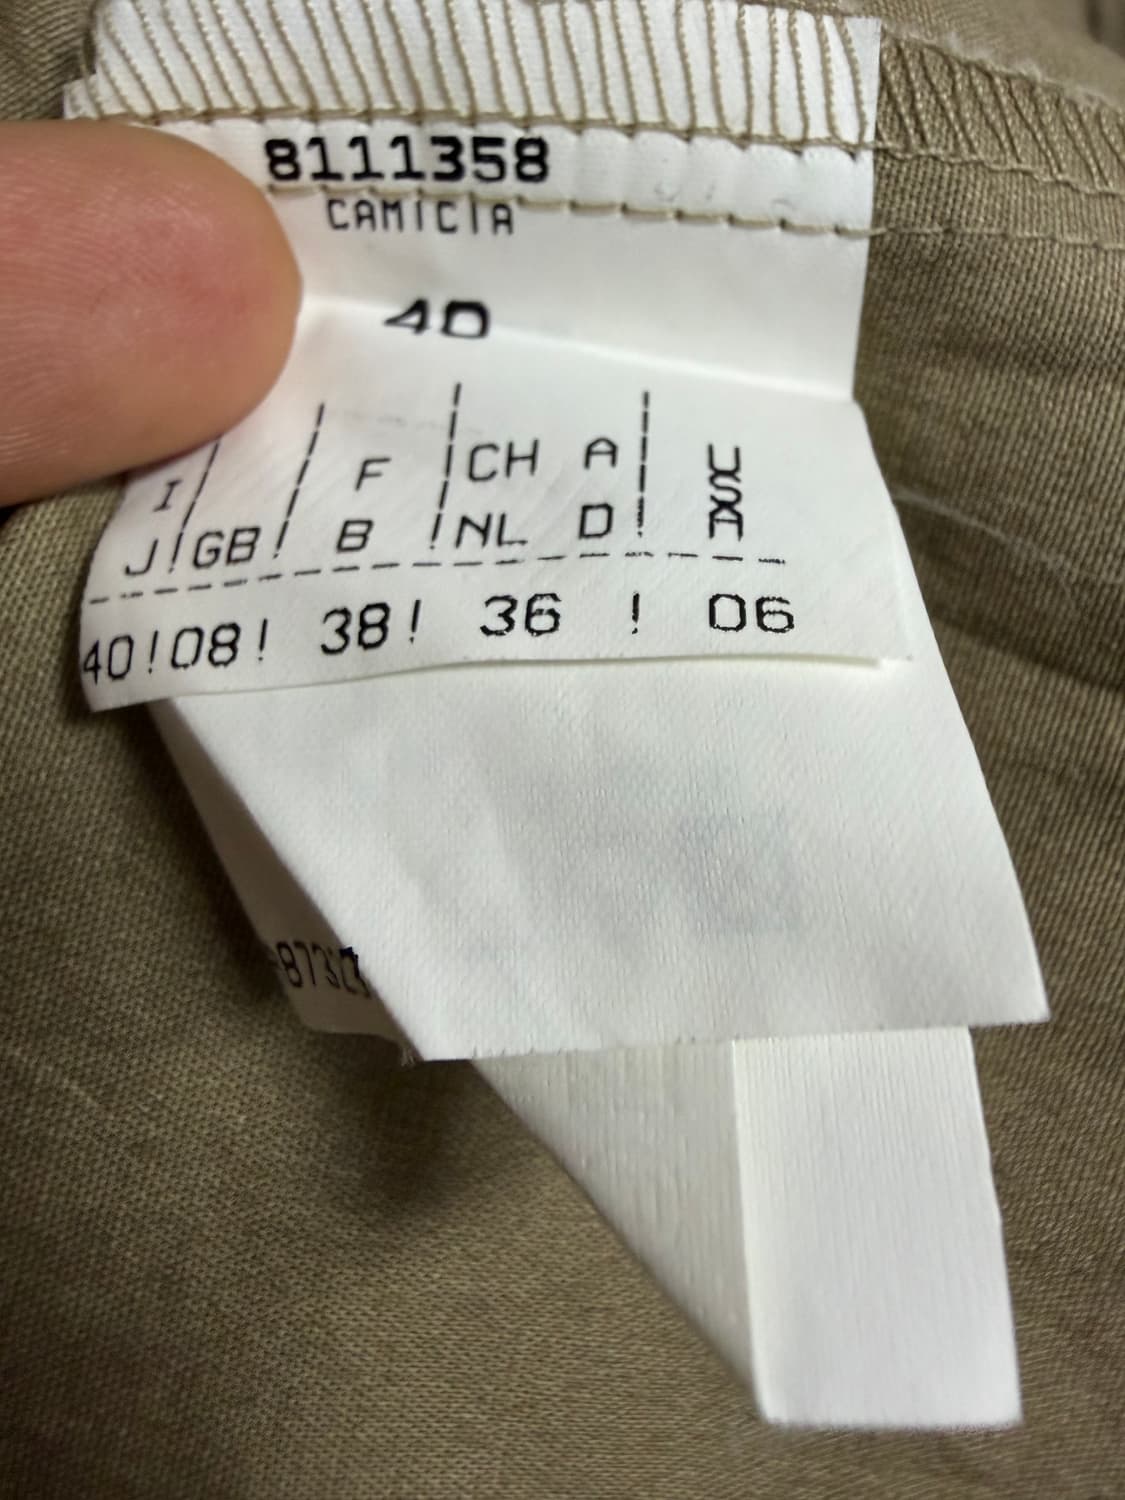 8111358
CAMICIA
40
I F CH A USA
J!GB! B !NL D!
40!08! 38! 36 ! 06